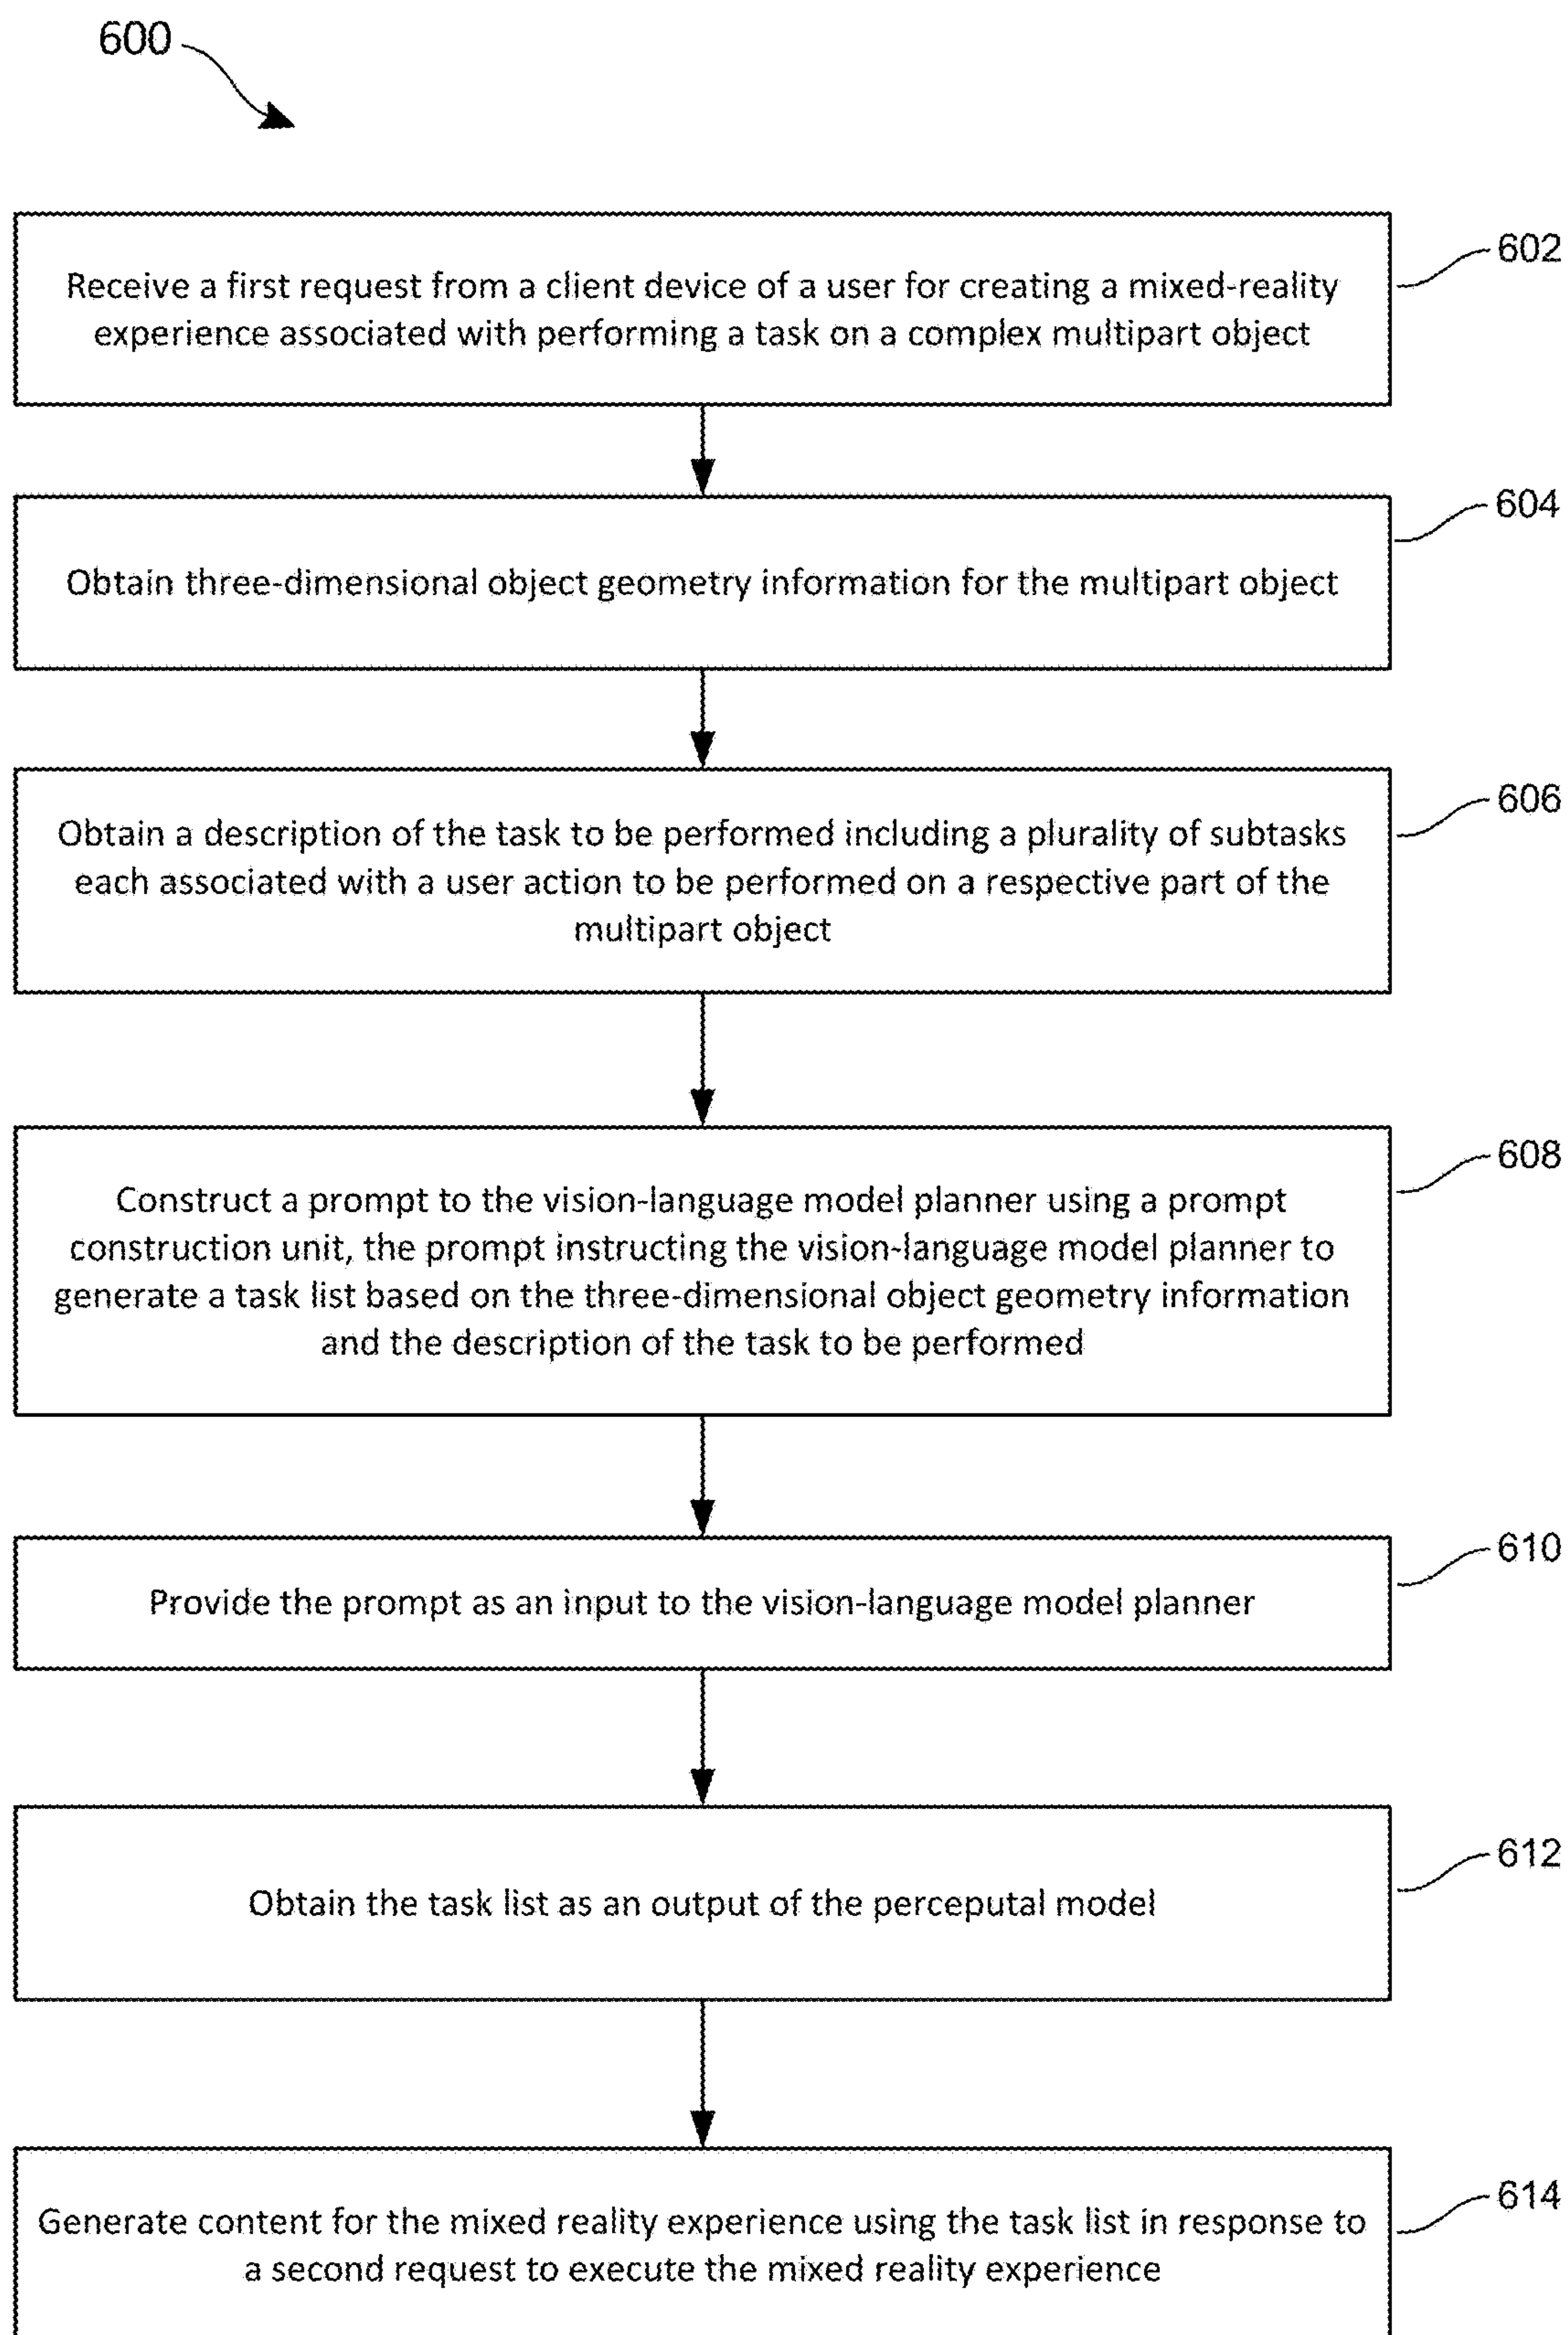 600
Receive a first request from a client device of a user for creating a mixed-reality
experience associated with performing a task on a complex multipart object
602
Obtain three-dimensional object geometry information for the multipart object
604
Obtain a description of the task to be performed including a plurality of subtasks
each associated with a user action to be performed on a respective part of the
multipart object
606
Construct a prompt to the vision-language model planner using a prompt
construction unit, the prompt instructing the vision-language model planner to
generate a task list based on the three-dimensional object geometry information
and the description of the task to be performed
608
Provide the prompt as an input to the vision-language model planner
610
Obtain the task list as an output of the perceputal model
612
Generate content for the mixed reality experience using the task list in response to
a second request to execute the mixed reality experience
614